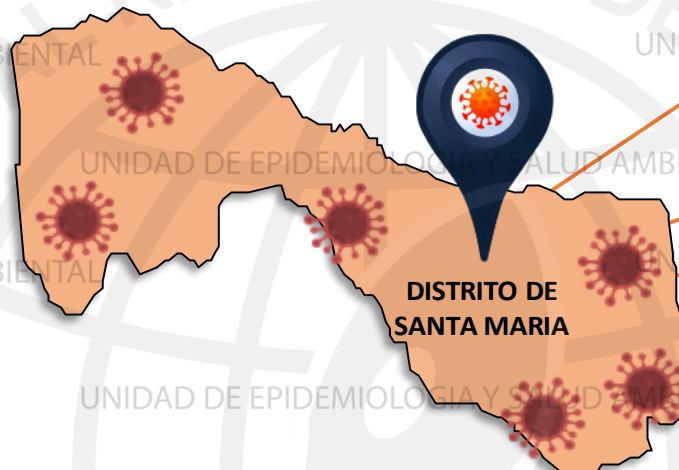 BIENTAL
UN
UNIDAD DE EPIDEMIOLOGIA Y SALUD AMBI
BIENTAL
DISTRITO DE
SANTA MARIA
UNIDAD DE EPIDEMIOLOGIA Y SALUD AMB